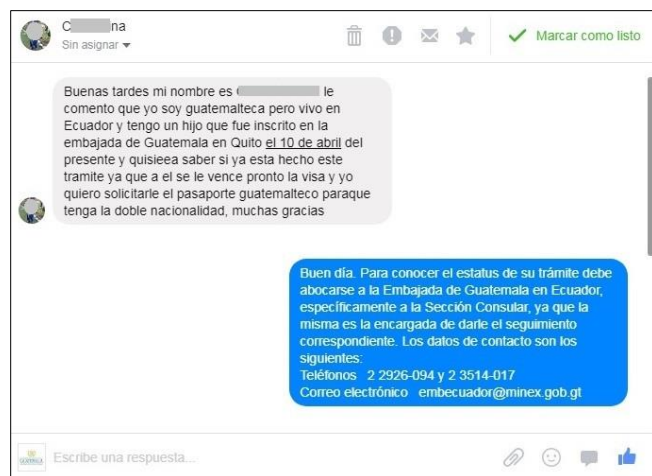 C na
Sin asignar
Marcar como listo
Buenas tardes mi nombre es le
comento que yo soy guatemalteca pero vivo en
Ecuador y tengo un hijo que fue inscrito en la
embajada de Guatemala en Quito el 10 de abril del
presente y quisieea saber si ya esta hecho este
tramite ya que a el se le vence pronto la visa y yo
quiero solicitarle el pasaporte guatemalteco paraque
tenga la doble nacionalidad, muchas gracias
Buen día. Para conocer el estatus de su trámite debe
abocarse a la Embajada de Guatemala en Ecuador,
específicamente a la Sección Consular, ya que la
misma es la encargada de darle el seguimiento
correspondiente. Los datos de contacto son los
siguientes:
Teléfonos 2 2926-094 y 2 3514-017
Correo electrónico embecuador@minex.gob.gt
Escribe una respuesta...